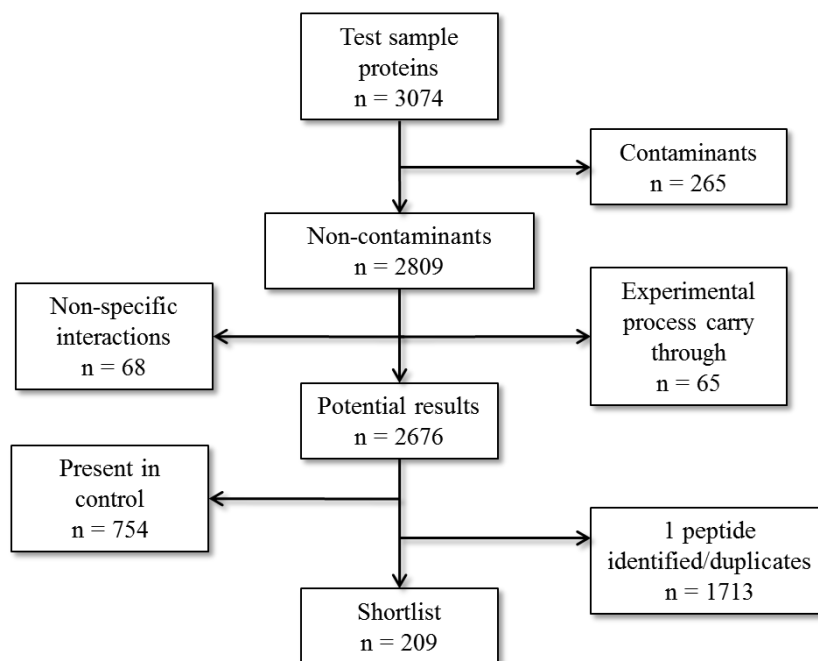 Test sample
proteins
n = 3074
Contaminants
n = 265
Non-contaminants
n = 2809
Non-specific
interactions
n = 68
Experimental
process carry
through
n = 65
Potential results
n = 2676
Present in
control
n = 754
1 peptide
identified/duplicates
n = 1713
Shortlist
n = 209